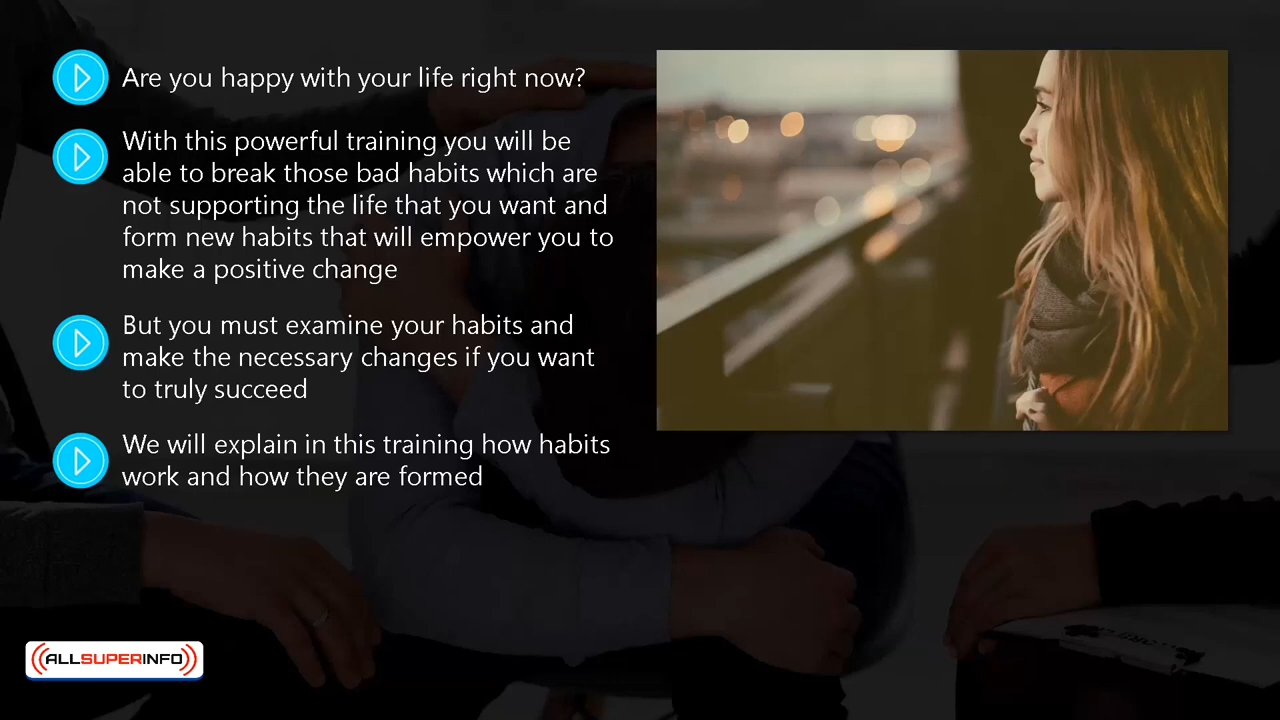 Are you happy with your life right now?
With this powerful training you will be
able to break those bad habits which are
not supporting the life that you want and
form new habits that will empower you to
make a positive change
But you must examine your habits and
make the necessary changes if you want
to truly succeed
We will explain in this training how habits
work and how they are formed
ALLSUPERINFO